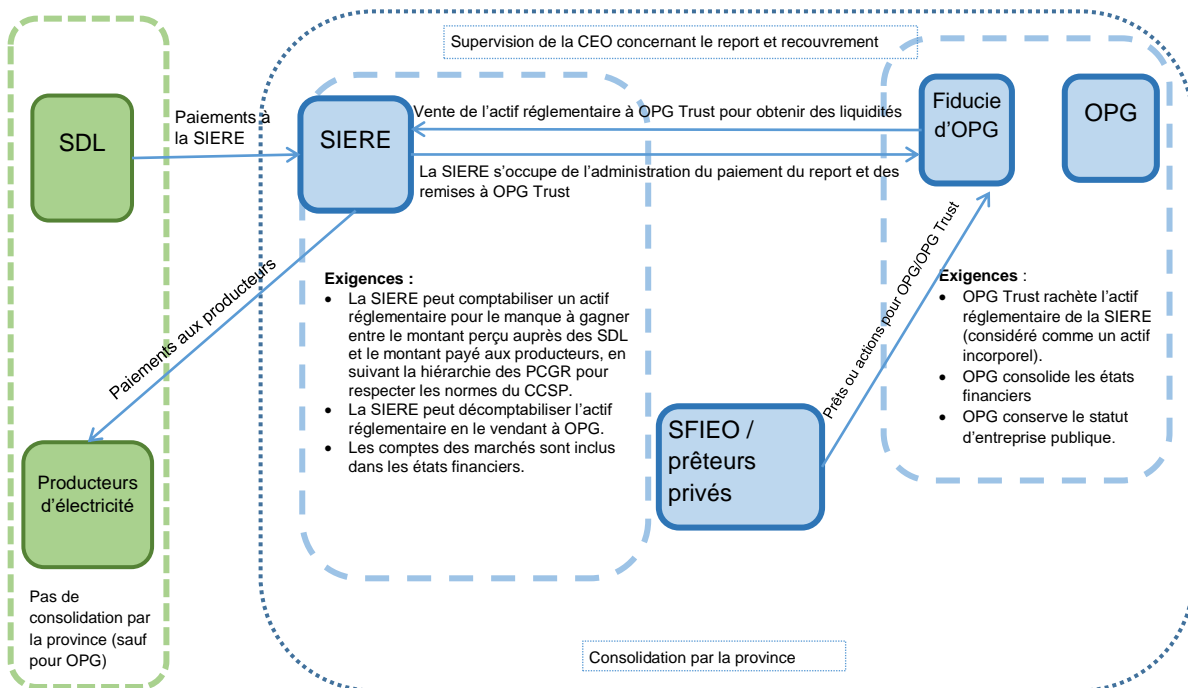 Supervision de la CEO concernant le report et recouvrement
SDL
Paiements à
la SIERE
SIERE
Vente de l'actif réglementaire à OPG Trust pour obtenir des liquidités
La SIERE s'occupe de l'administration du paiement du report et des
remises à OPG Trust
Fiducie
d'OPG
OPG
Paiements aux producteurs
Exigences :
• La SIERE peut comptabiliser un actif
réglementaire pour le manque à gagner
entre le montant perçu auprès des SDL
et le montant payé aux producteurs, en
suivant la hiérarchie des PCGR pour
respecter les normes du CCSP.
• La SIERE peut décomptabiliser l'actif
réglementaire en le vendant à OPG.
• Les comptes des marchés sont inclus
dans les états financiers.
Prêts ou actions pour OPG/OPG Trust
Exigences :
• OPG Trust rachète l'actif
réglementaire de la SIERE
(considéré comme un actif
incorporel).
• OPG consolide les états
financiers
• OPG conserve le statut
d'entreprise publique.
SFIEO /
prêteurs
privés
Producteurs
d'électricité
Pas de
consolidation par
la province (sauf
pour OPG)
Consolidation par la province